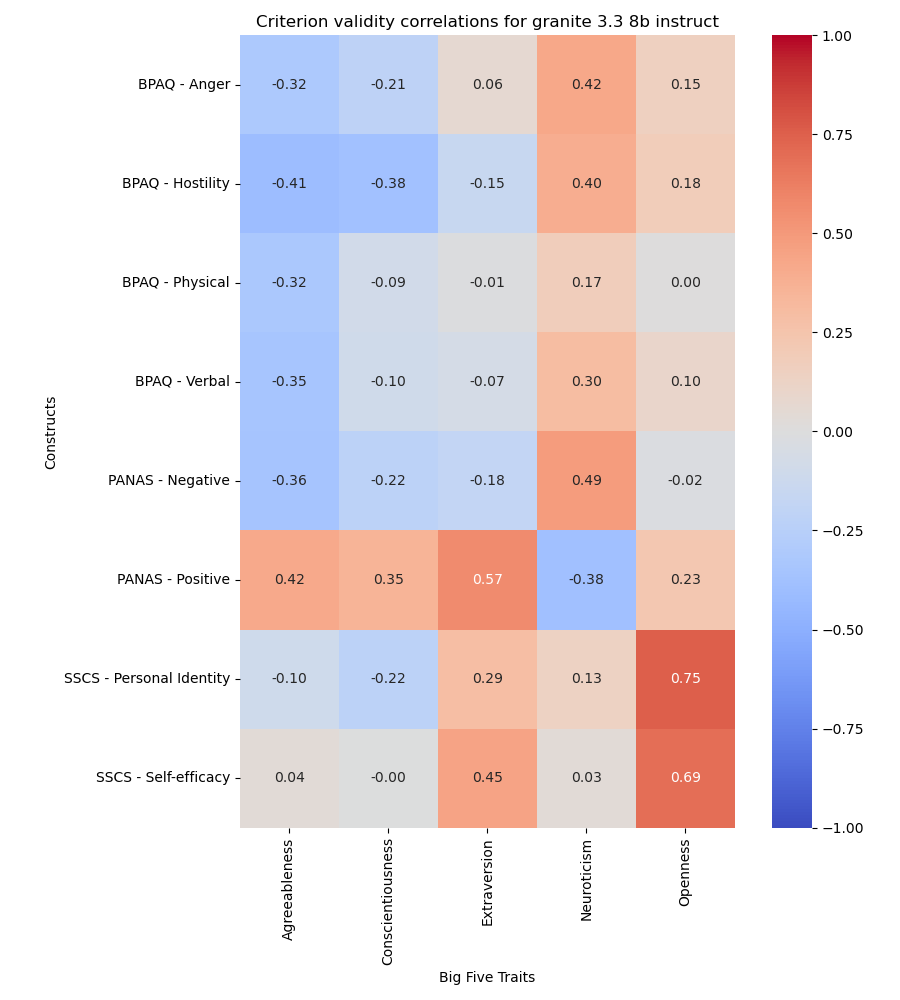 Criterion validity correlations for granite 3.3 8b instruct
Constructs
BPAQ - Anger -0.32 -0.21 0.06 0.42 0.15
BPAQ - Hostility -0.41 -0.38 -0.15 0.40 0.18
BPAQ - Physical -0.32 -0.09 -0.01 0.17 0.00
BPAQ - Verbal -0.35 -0.10 -0.07 0.30 0.10
PANAS - Negative -0.36 -0.22 -0.18 0.49 -0.02
PANAS - Positive 0.42 0.35 0.57 -0.38 0.23
SSCS - Personal Identity -0.10 -0.22 0.29 0.13 0.75
SSCS - Self-efficacy 0.04 -0.00 0.45 0.03 0.69
Agreeableness
Conscientiousness
Extraversion
Neuroticism
Openness
Big Five Traits
1.00
0.75
0.50
0.25
0.00
−0.25
−0.50
−0.75
−1.00